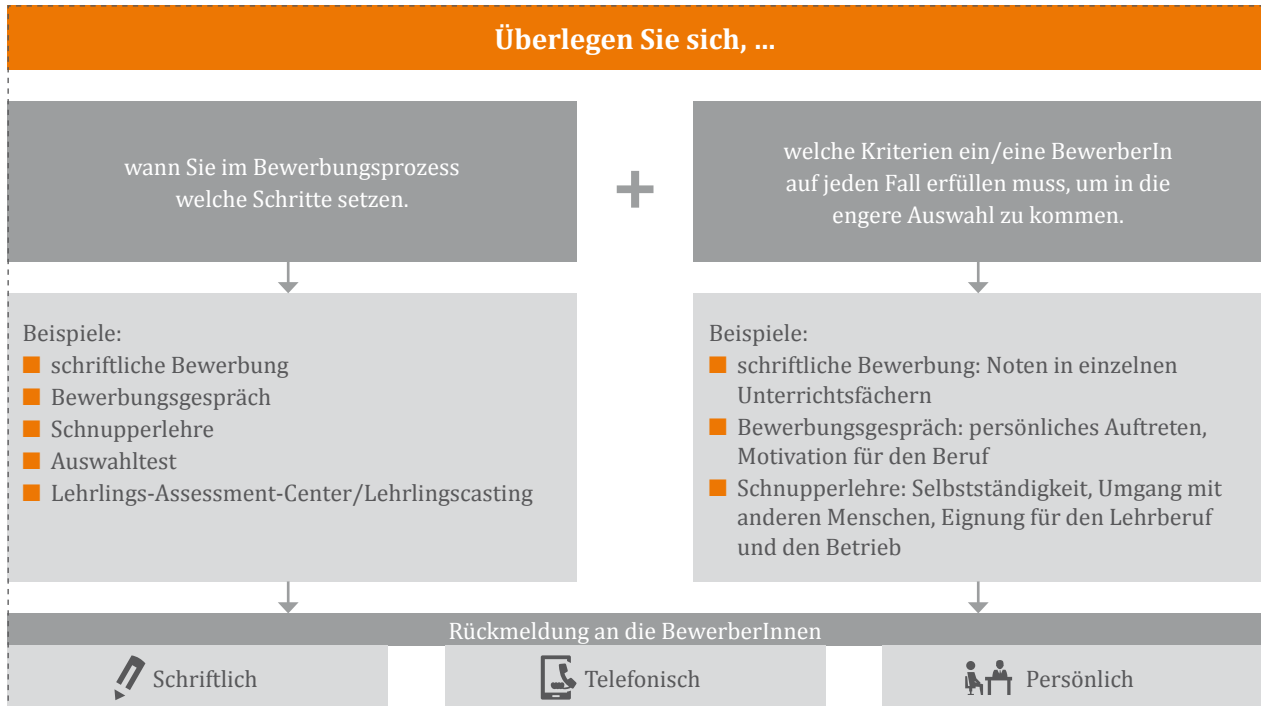 Überlegen Sie sich, ...
wann Sie im Bewerbungsprozess
welche Schritte setzen.
+
welche Kriterien ein/eine BewerberIn
auf jeden Fall erfüllen muss, um in die
engere Auswahl zu kommen.
Beispiele:
schriftliche Bewerbung
Bewerbungsgespräch
Schnupperlehre
Auswahltest
Lehrlings-Assessment-Center/Lehrlingscasting
Beispiele:
schriftliche Bewerbung: Noten in einzelnen
Unterrichtsfächern
Bewerbungsgespräch: persönliches Auftreten,
Motivation für den Beruf
Schnupperlehre: Selbstständigkeit, Umgang mit
anderen Menschen, Eignung für den Lehrberuf
und den Betrieb
Rückmeldung an die BewerberInnen
Schriftlich
Telefonisch
Persönlich